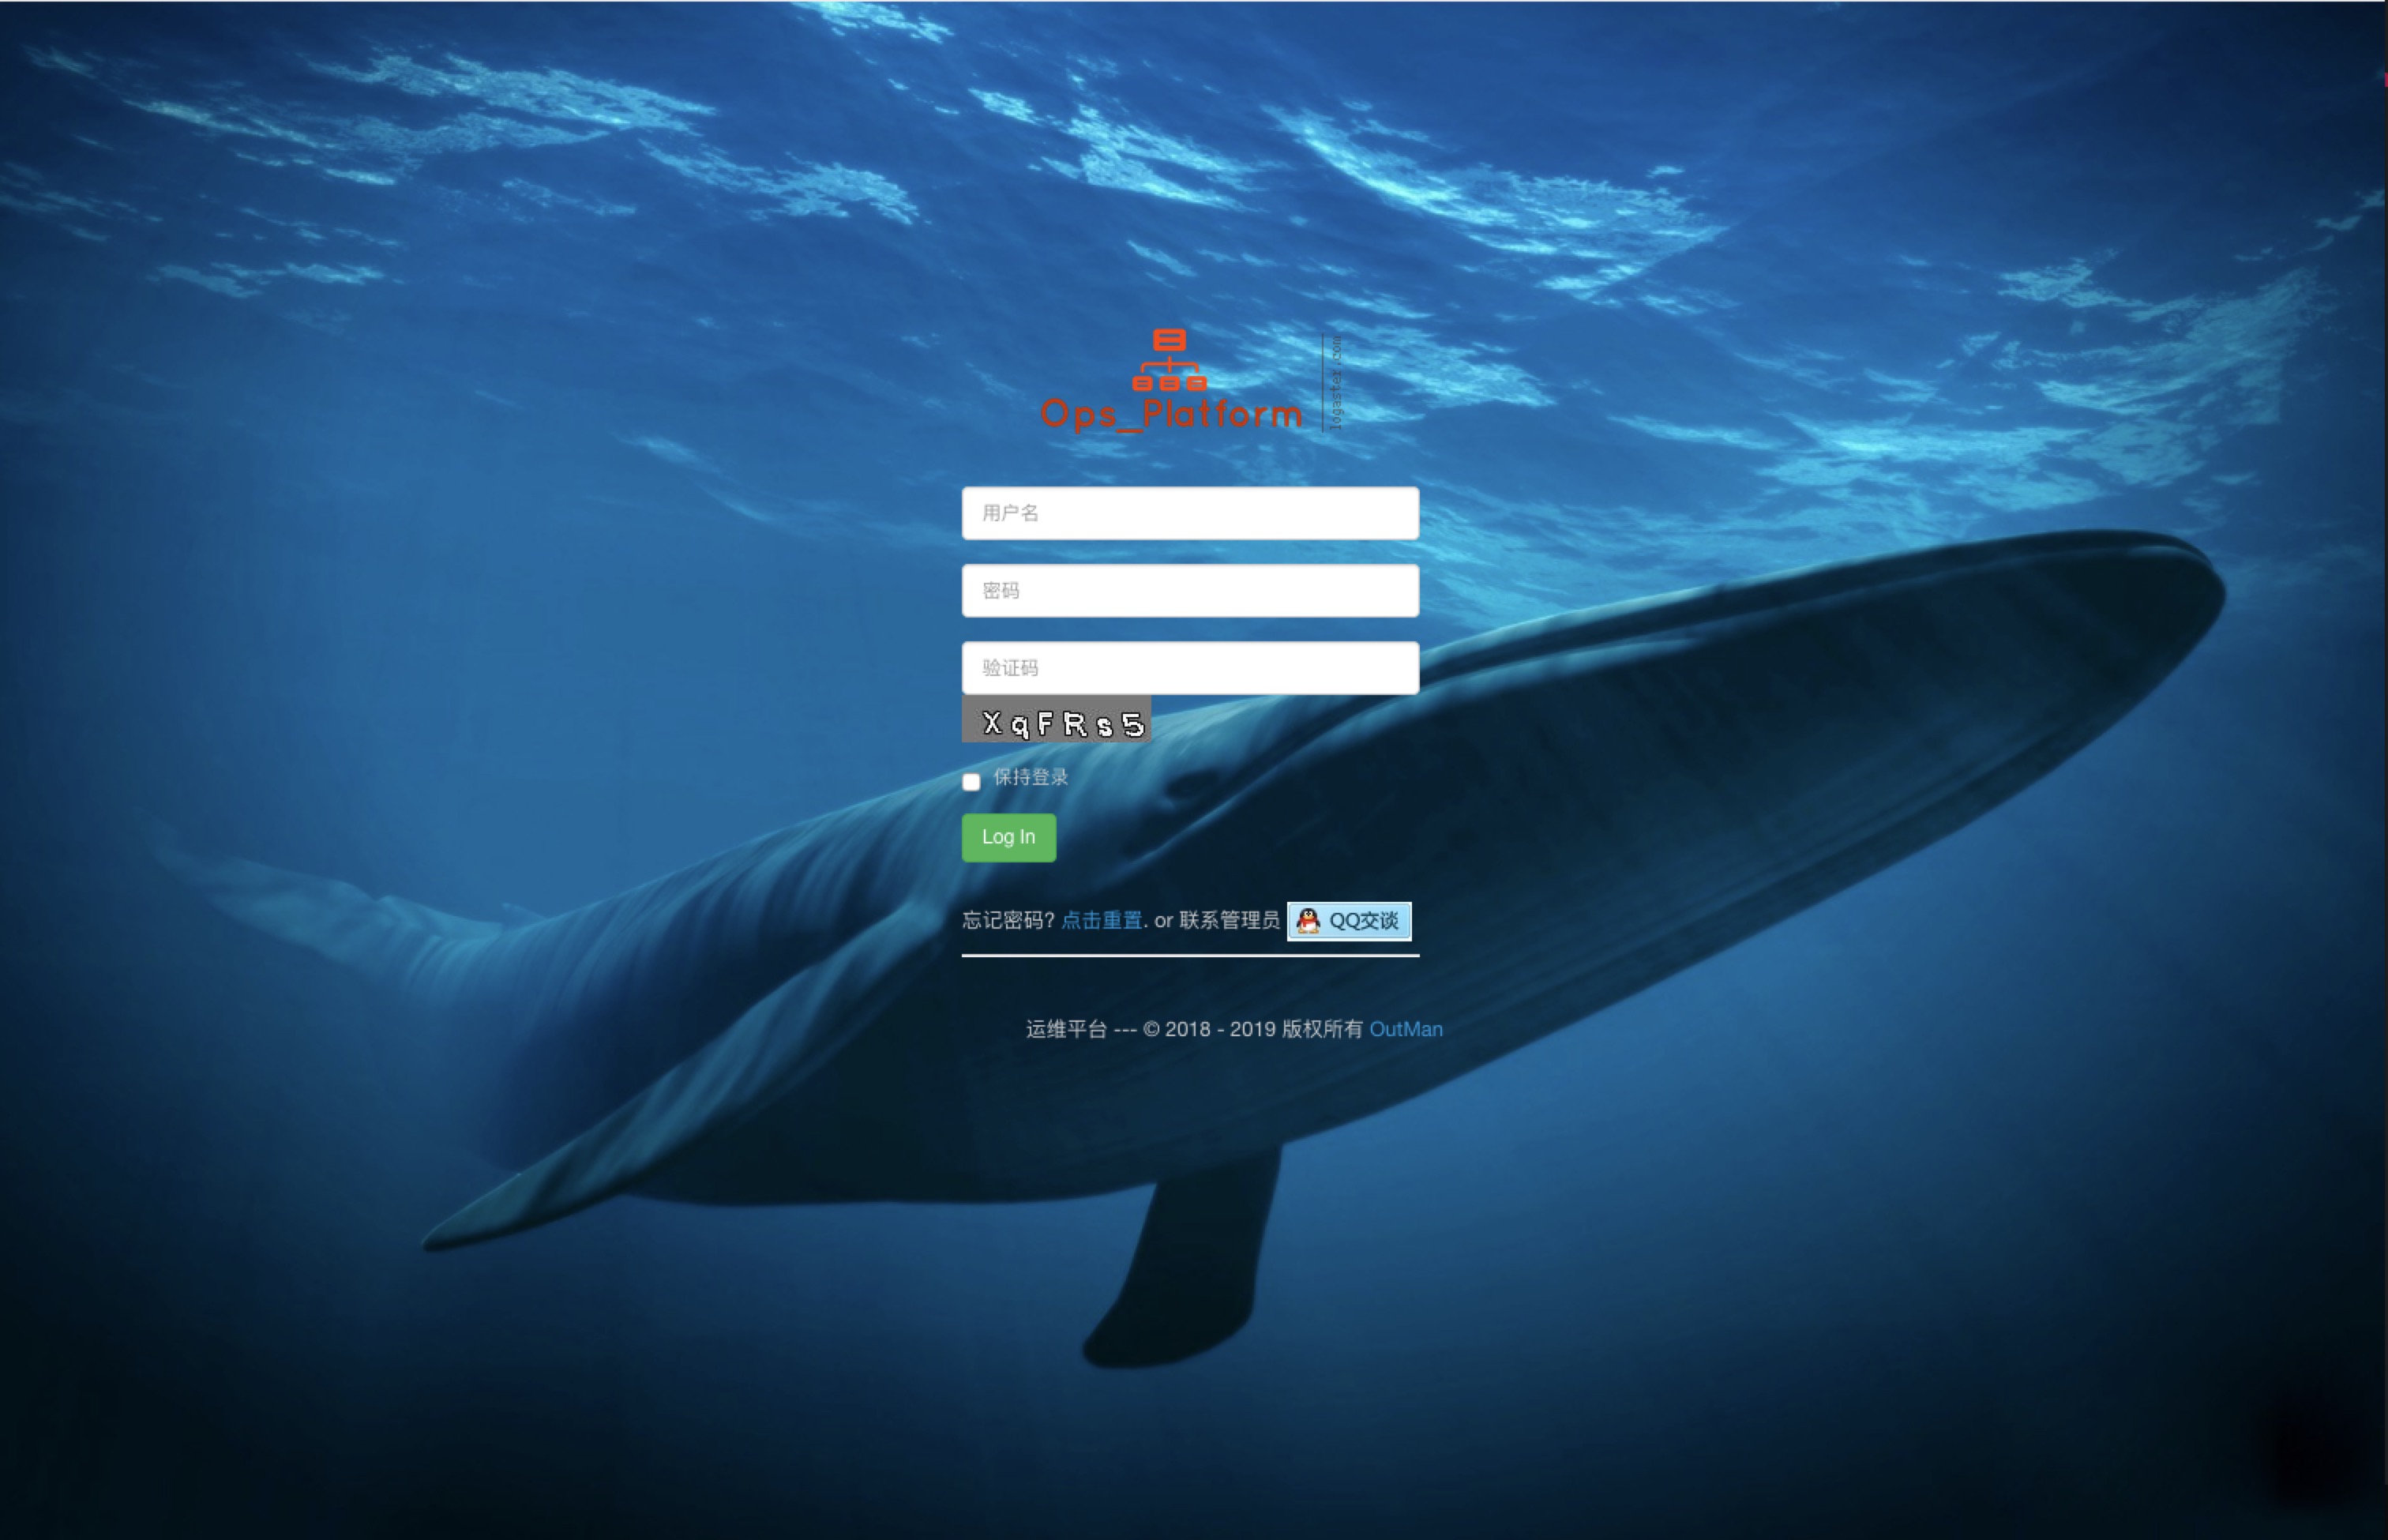 Ops_Platform
logaster.com
用户名
密码
验证码
XqFRs5
保持登录
Log In
忘记密码? 点击重置. or 联系管理员 QQ交谈
运维平台 --- © 2018 - 2019 版权所有 OutMan